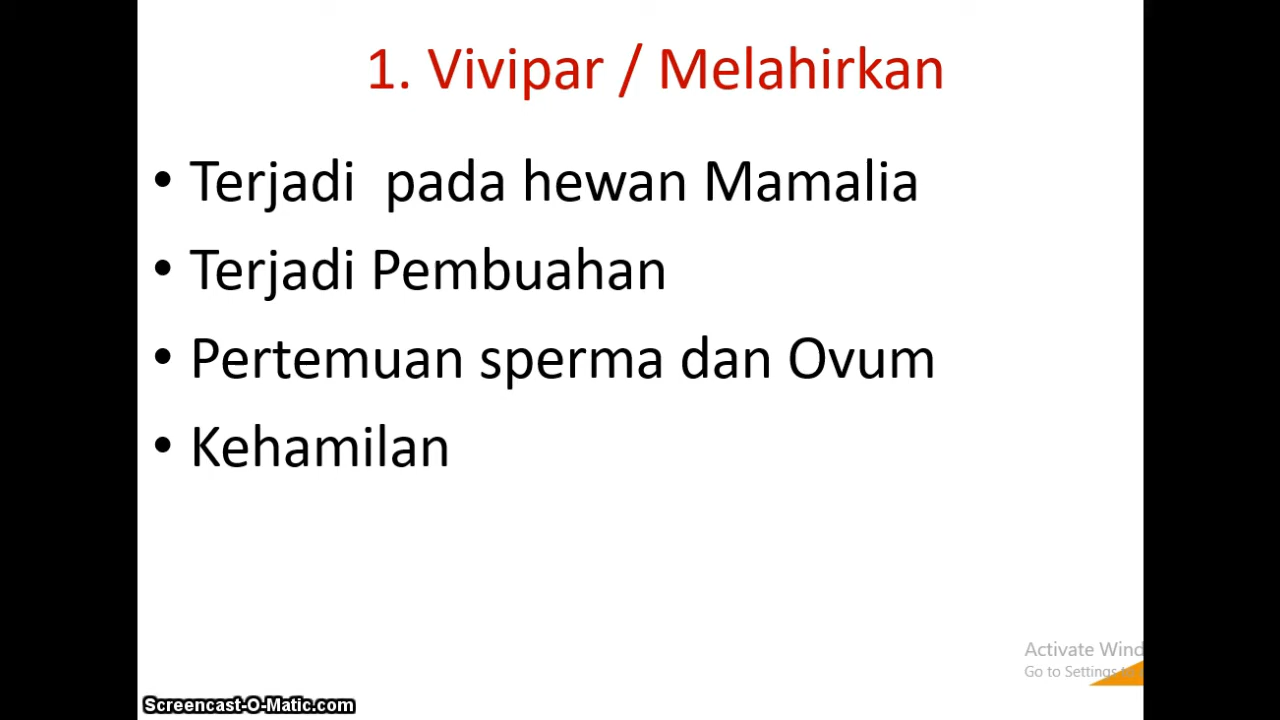 1. Vivipar / Melahirkan
• Terjadi  pada hewan Mamalia
• Terjadi Pembuahan
• Pertemuan sperma dan Ovum
• Kehamilan
Activate Wind
Go to Settings
Screencast-O-Matic.com